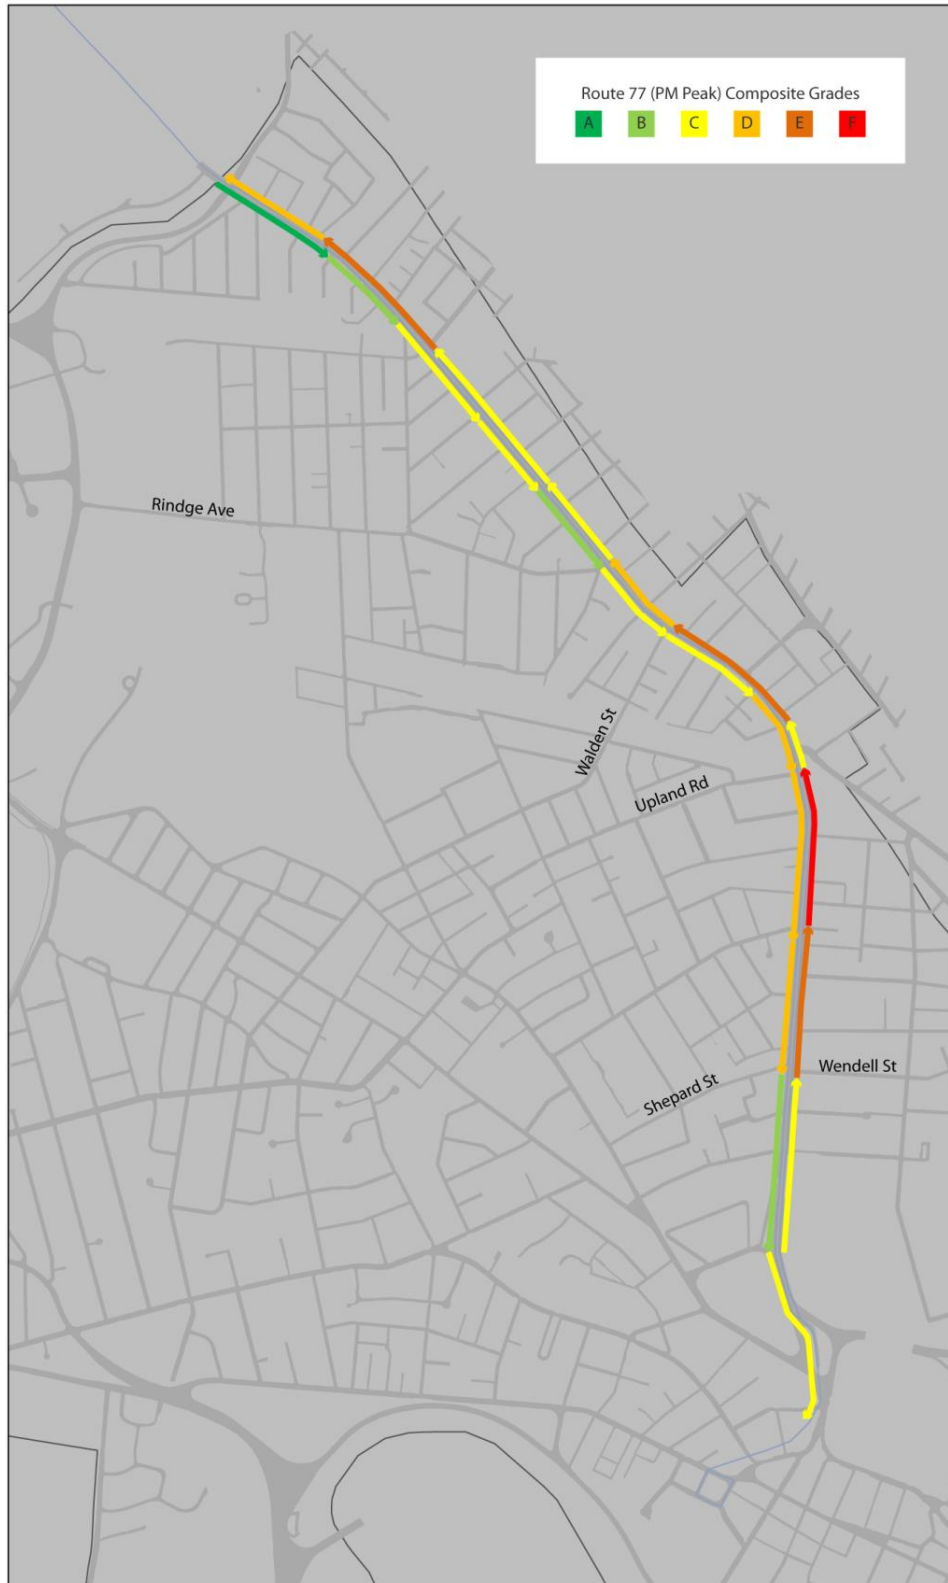 Route 77 (PM Peak) Composite Grades
A B C D E F
Rindge Ave
Walden St
Upland Rd
Wendell St
Shepard St